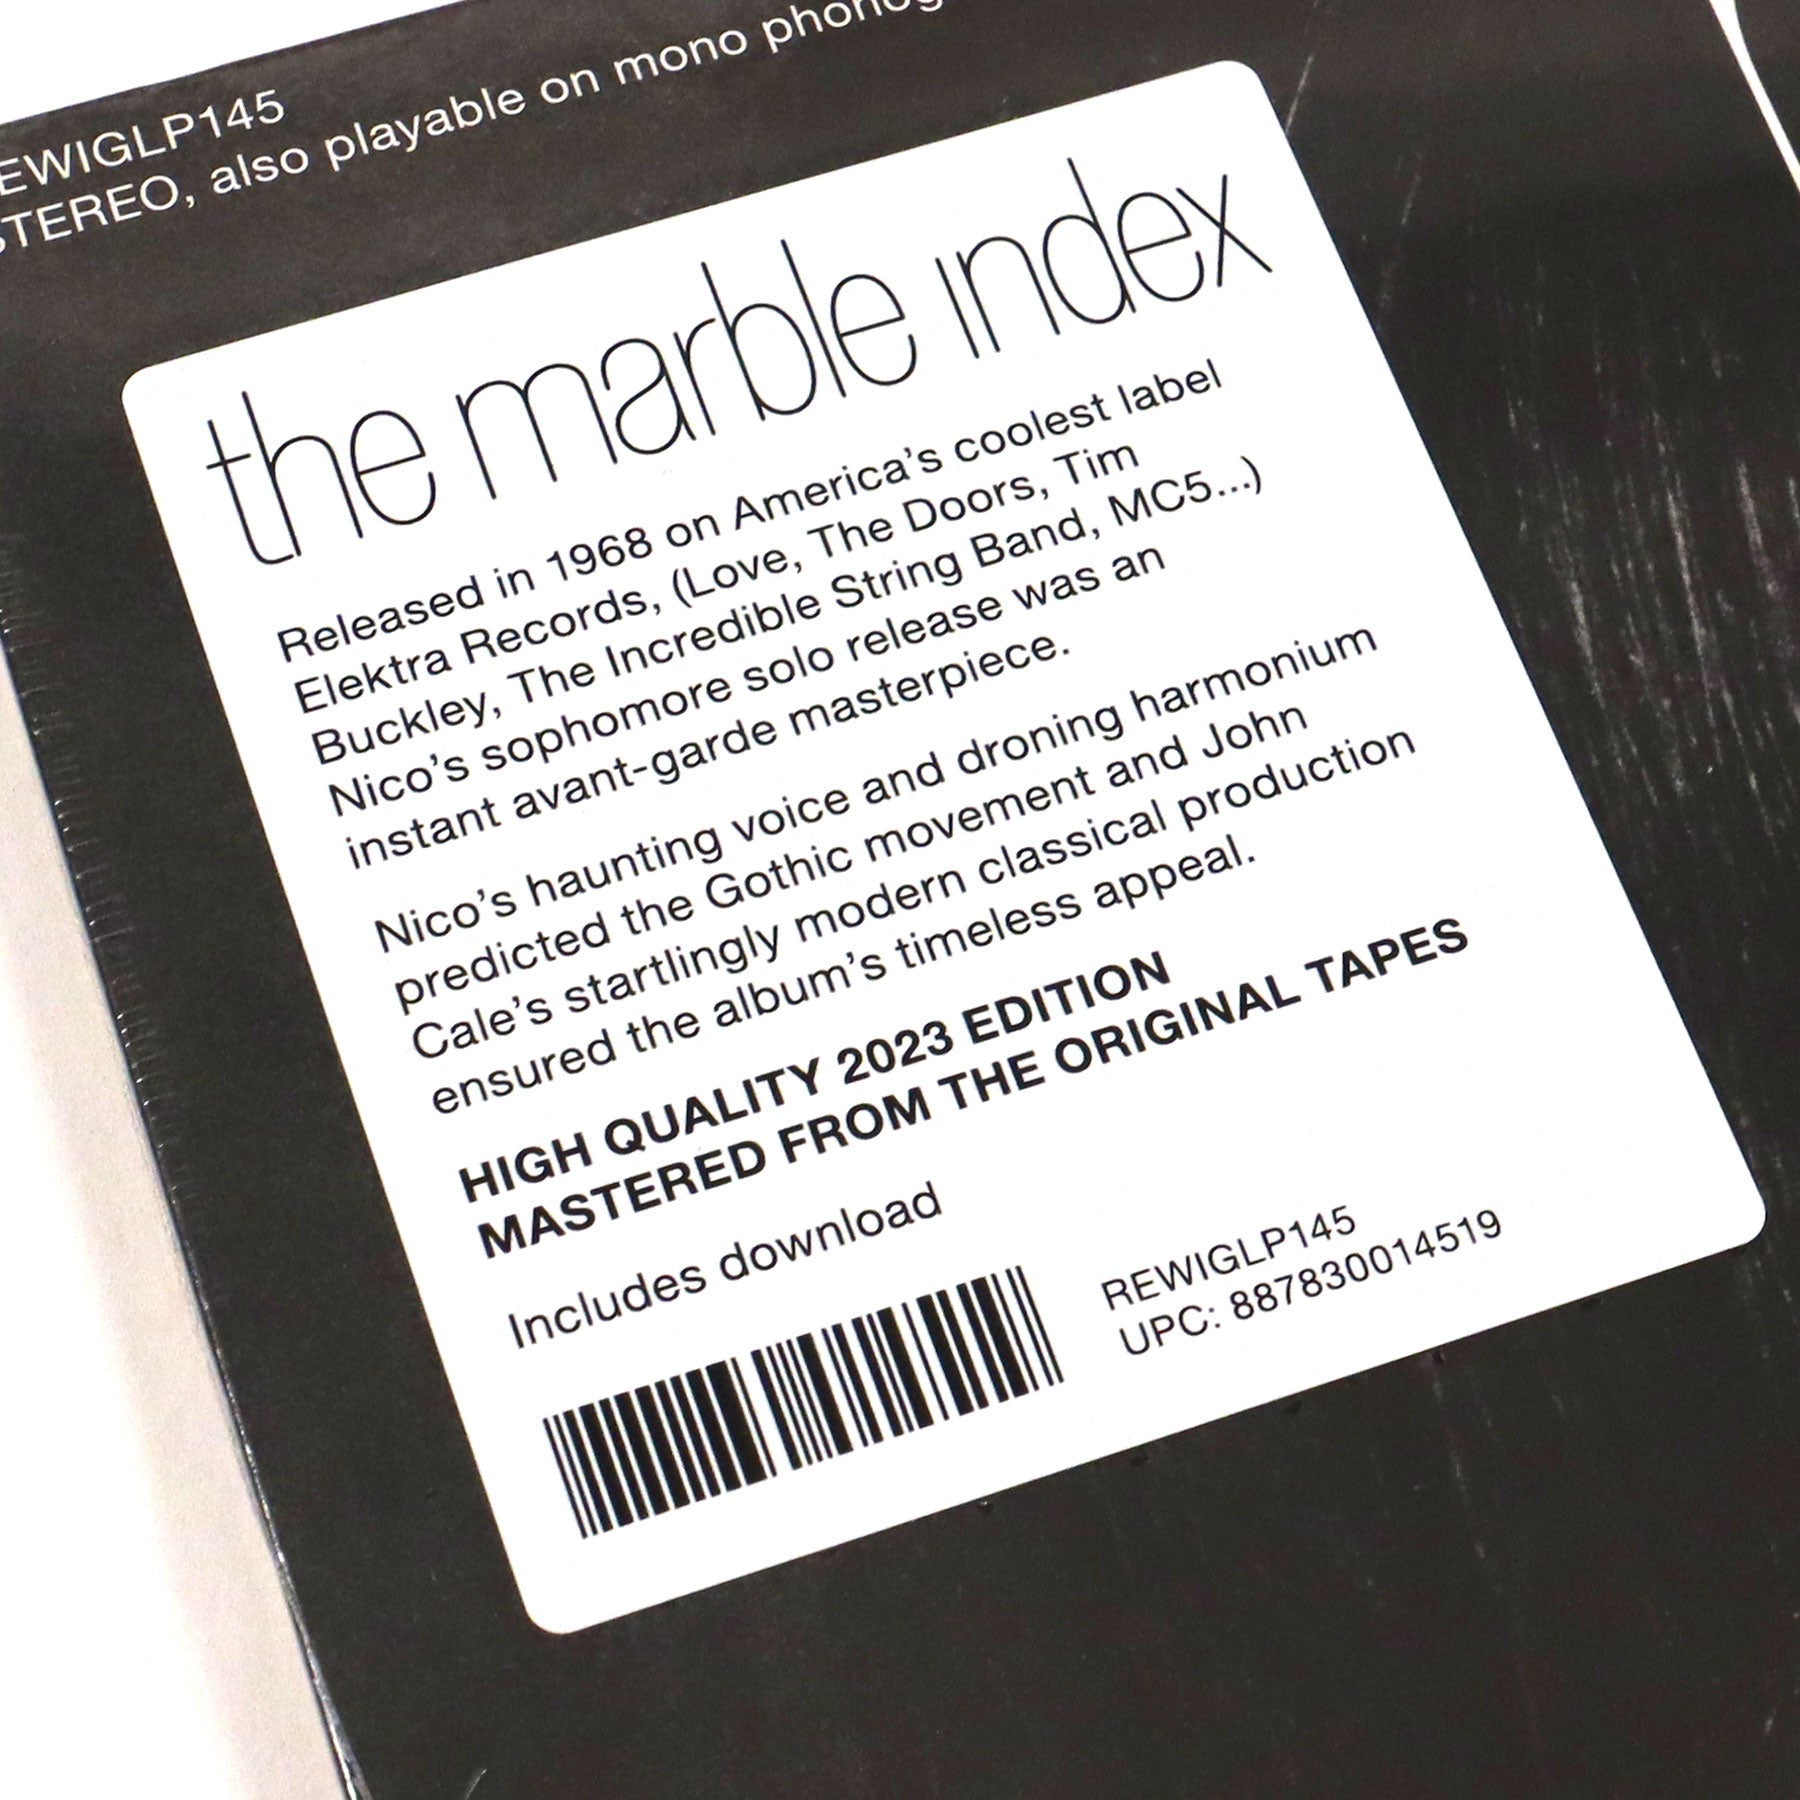 EWIGLP145
STEREO, also playable on mono
the marble index
Released in 1968 on America’s coolest label
Elektra Records, (Love, The Doors, Tim
Buckley, The Incredible String Band, MC5...)
Nico’s sophomore solo release was an
instant avant-garde masterpiece.
Nico’s haunting voice and droning harmonium
predicted the Gothic movement and John
Cale’s startlingly modern classical production
ensured the album’s timeless appeal.
HIGH QUALITY 2023 EDITION
MASTERED FROM THE ORIGINAL TAPES
Includes download
REWIGLP145
UPC: 887830014519